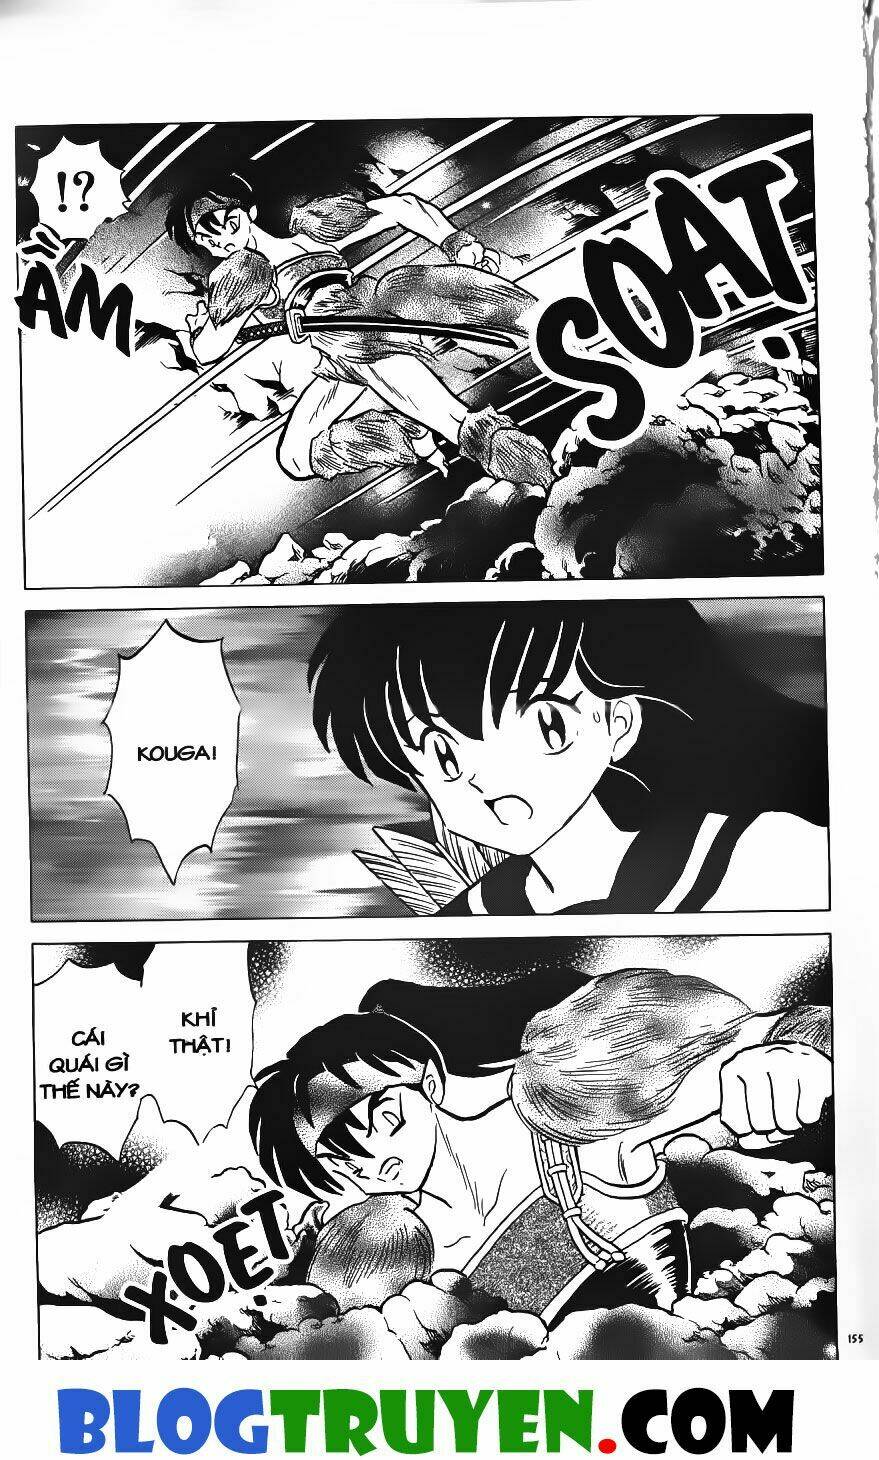 !?
ẦM
SOẠT
KOUGA!
KHỈ
THẬT!
CÁI
QUÁI GÌ
THẾ NÀY?
XOẸT
155
BLOGTRUYEN.COM